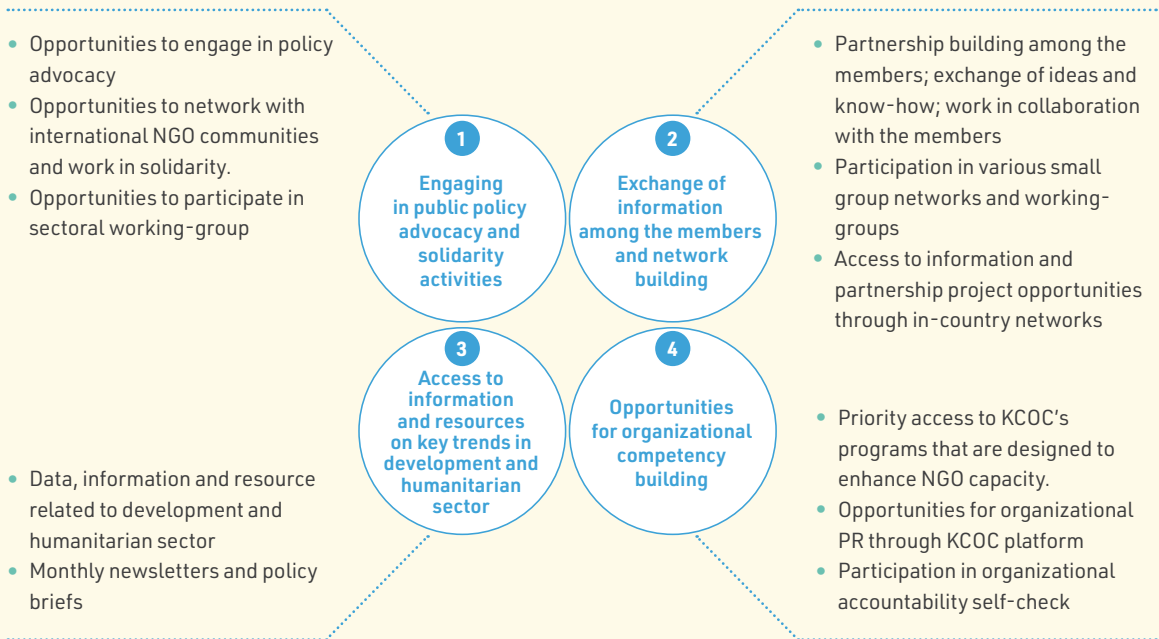 • Opportunities to engage in policy
advocacy
• Opportunities to network with
international NGO communities
and work in solidarity.
• Opportunities to participate in
sectoral working-group
1
Engaging
in public policy
advocacy and
solidarity
activities
2
Exchange of
information
among the members
and network
building
• Partnership building among the
members; exchange of ideas and
know-how; work in collaboration
with the members
• Participation in various small
group networks and working-
groups
• Access to information and
partnership project opportunities
through in-country networks
• Data, information and resource
related to development and
humanitarian sector
• Monthly newsletters and policy
briefs
3
Access to
information
and resources
on key trends in
development and
humanitarian
sector
4
Opportunities
for organizational
competency
building
• Priority access to KCOC's
programs that are designed to
enhance NGO capacity.
• Opportunities for organizational
PR through KCOC platform
• Participation in organizational
accountability self-check